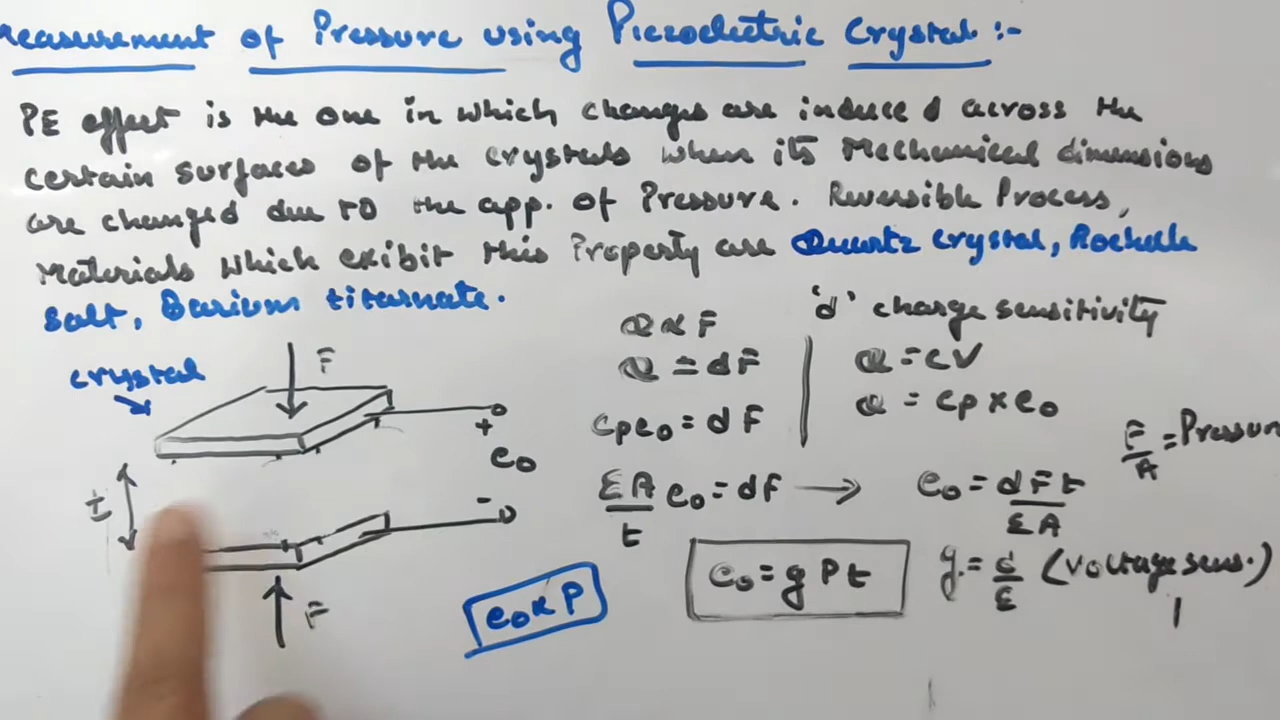 measurement of Pressure using Piezoelectric Crystal :-
PE effect is the one in which changes are induced across the
certain surfaces of the crystals when its Mechanical dimensions
are changed due to the app. of Pressure. Reversible Process,
Materials which exibit this Property are Quartz crystal, Rochelle
salt, Barium titarnate.
'd' charge sensitivity
Q ∝ F
Q = dF
Q = CV
crystal
F
Cpe₀ = dF
Q = Cp × e₀
F/A = Pressure
+
e₀
t
-
εA/t e₀ = dF → e₀ = dFt/εA
e₀ = g P t
g = d/ε (Voltage sens.)
F
e₀ ∝ P